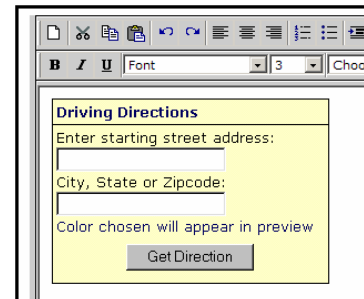 B I U Font 3 Choo
Driving Directions
Enter starting street address:
City, State or Zipcode:
Color chosen will appear in preview
Get Direction